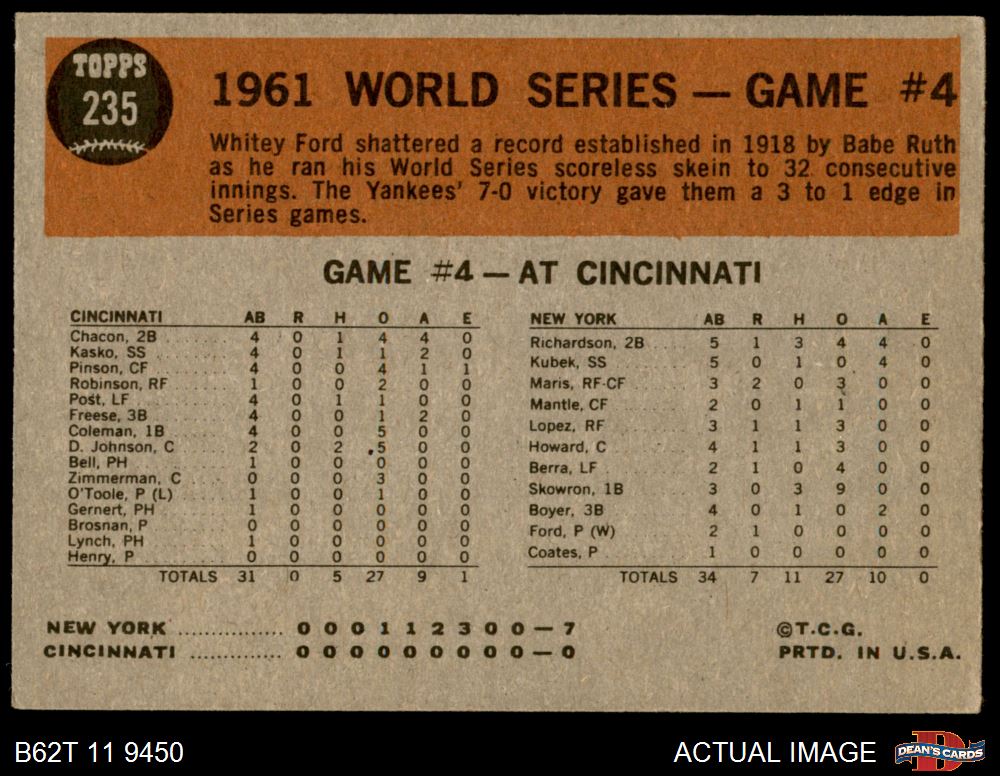 TOPPS
235
1961 WORLD SERIES — GAME #4
Whitey Ford shattered a record established in 1918 by Babe Ruth
as he ran his World Series scoreless skein to 32 consecutive
innings. The Yankees' 7-0 victory gave them a 3 to 1 edge in
Series games.
GAME #4 — AT CINCINNATI
CINCINNATI AB R H O A E
Chacon, 2B 4 0 1 4 4 0
Kasko, SS 4 0 1 1 2 0
Pinson, CF 4 0 0 4 1 1
Robinson, RF 1 0 0 2 0 0
Post, LF 4 0 1 1 0 0
Freese, 3B 4 0 0 1 2 0
Coleman, 1B 4 0 0 5 0 0
D. Johnson, C 2 0 2 5 0 0
Bell, PH 1 0 0 0 0 0
Zimmerman, C 0 0 0 3 0 0
O'Toole, P (L) 1 0 0 1 0 0
Gernert, PH 1 0 0 0 0 0
Brosnan, P 0 0 0 0 0 0
Lynch, PH 1 0 0 0 0 0
Henry, P 0 0 0 0 0 0
TOTALS 31 0 5 27 9 1
NEW YORK AB R H O A E
Richardson, 2B 5 1 3 4 4 0
Kubek, SS 5 0 1 0 4 0
Maris, RF-CF 3 2 0 3 0 0
Mantle, CF 2 0 1 1 0 0
Lopez, RF 3 1 1 3 0 0
Howard, C 4 1 1 3 0 0
Berra, LF 2 1 0 4 0 0
Skowron, 1B 3 0 3 9 0 0
Boyer, 3B 4 0 1 0 2 0
Ford, P (W) 2 1 0 0 0 0
Coates, P 1 0 0 0 0 0
TOTALS 34 7 11 27 10 0
NEW YORK ................ 0 0 0 1 1 2 3 0 0 — 7
CINCINNATI .............. 0 0 0 0 0 0 0 0 0 — 0
©T.C.G.
PRTD. IN U.S.A.
B62T 11 9450
ACTUAL IMAGE
D
DEAN'S CARDS